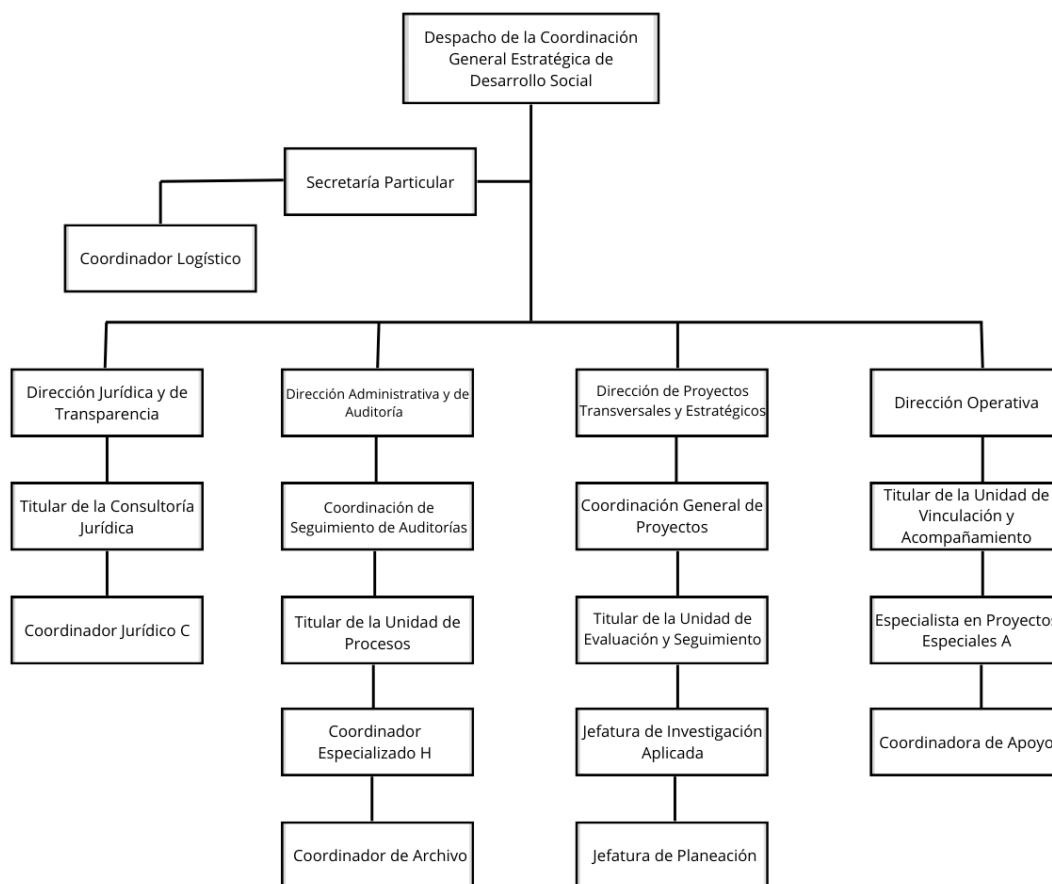 Despacho de la Coordinación
General Estratégica de
Desarrollo Social
Secretaría Particular
Coordinador Logístico
Dirección Jurídica y de
Transparencia
Dirección Administrativa y de
Auditoría
Dirección de Proyectos
Transversales y Estratégicos
Dirección Operativa
Titular de la Consultoría
Jurídica
Coordinación de
Seguimiento de Auditorías
Coordinación General de
Proyectos
Titular de la Unidad de
Vinculación y
Acompañamiento
Coordinador Jurídico C
Titular de la Unidad de
Procesos
Titular de la Unidad de
Evaluación y Seguimiento
Especialista en Proyectos
Especiales A
Coordinador
Especializado H
Jefatura de Investigación
Aplicada
Coordinadora de Apoyo
Coordinador de Archivo
Jefatura de Planeación